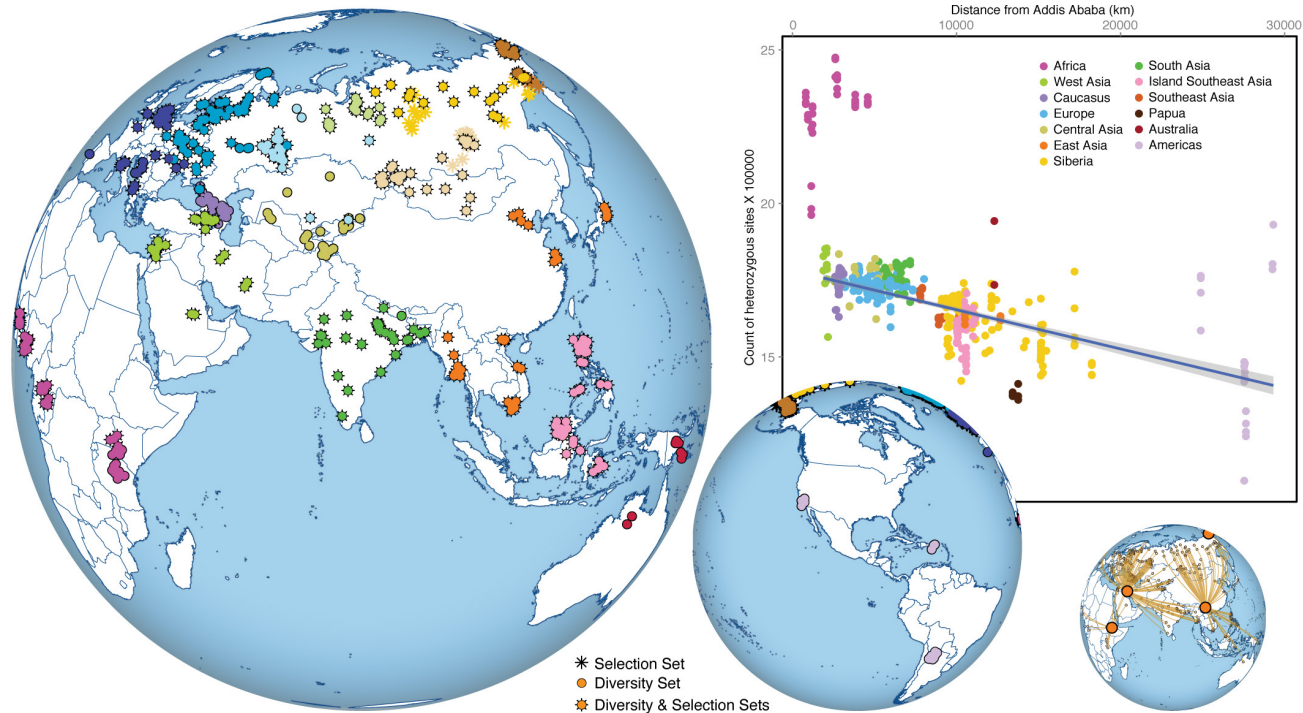 Distance from Addis Ababa (km)
0
10000
20000
30000
25
20
15
Count of heterozygous sites X 100000
Africa
West Asia
Caucasus
Europe
Central Asia
East Asia
Siberia
South Asia
Island Southeast Asia
Southeast Asia
Papua
Australia
Americas
Selection Set
Diversity Set
Diversity & Selection Sets